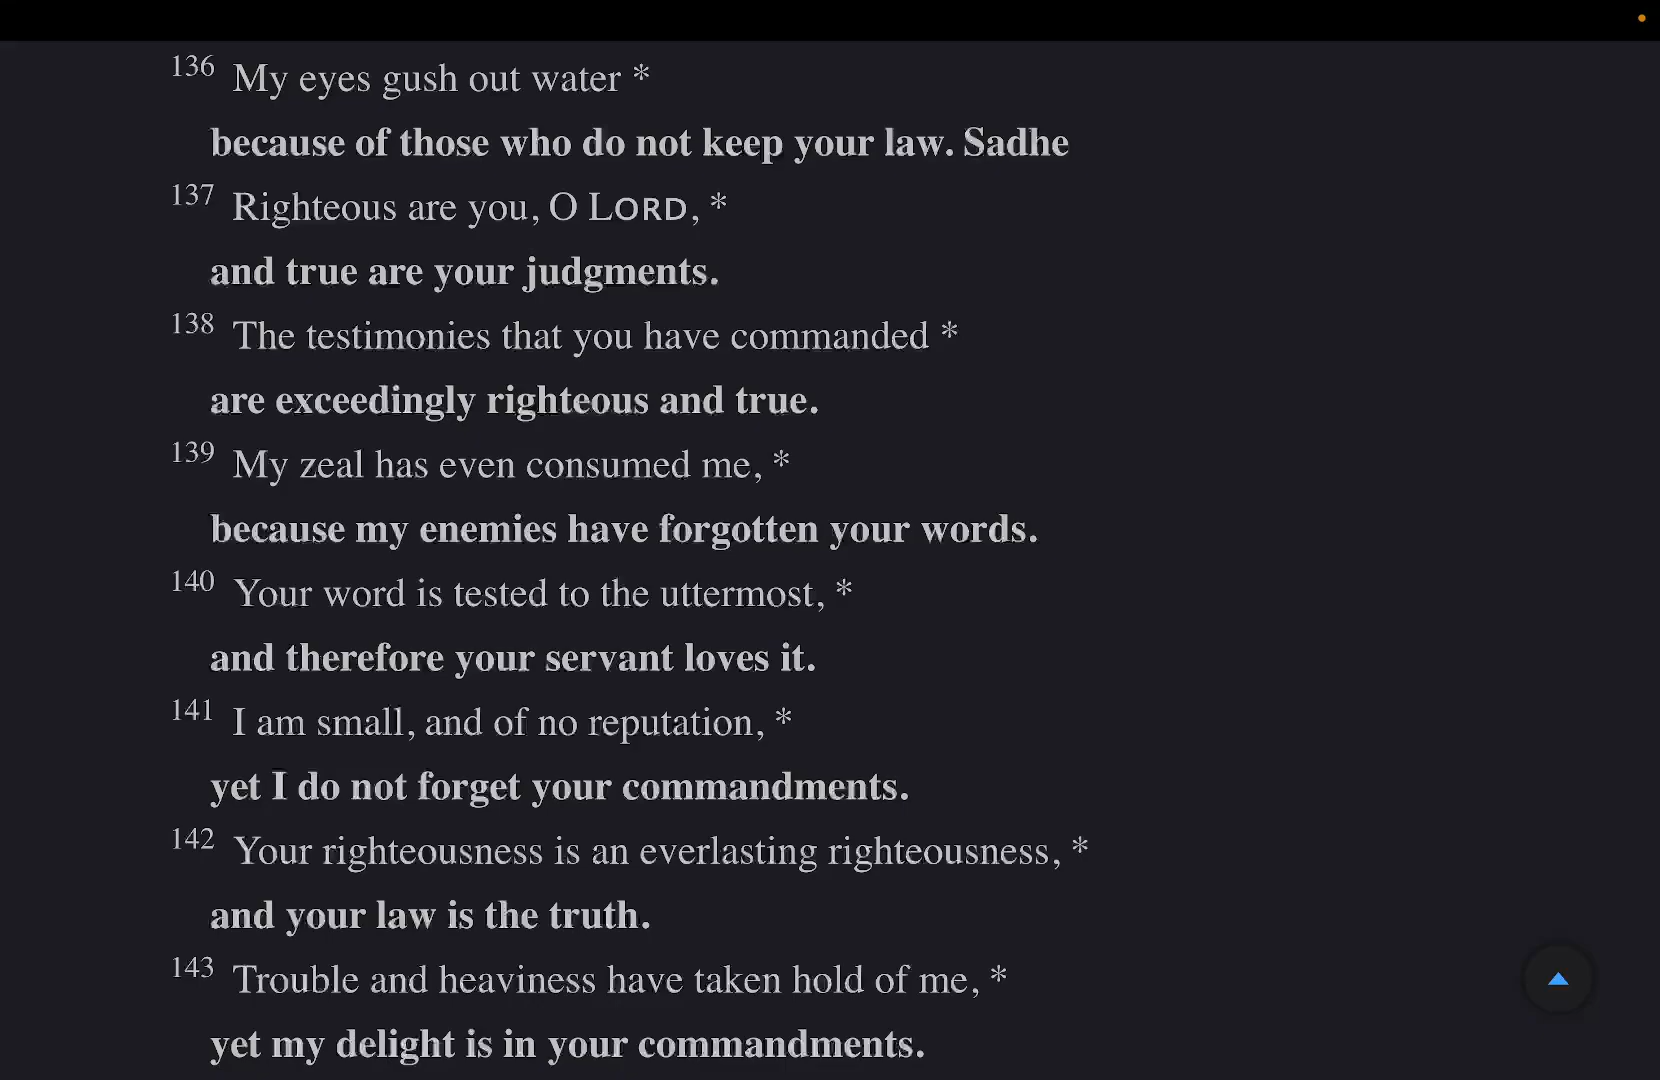 136 My eyes gush out water *
because of those who do not keep your law. Sadhe
137 Righteous are you, O LORD, *
and true are your judgments.
138 The testimonies that you have commanded *
are exceedingly righteous and true.
139 My zeal has even consumed me, *
because my enemies have forgotten your words.
140 Your word is tested to the uttermost, *
and therefore your servant loves it.
141 I am small, and of no reputation, *
yet I do not forget your commandments.
142 Your righteousness is an everlasting righteousness, *
and your law is the truth.
143 Trouble and heaviness have taken hold of me, *
yet my delight is in your commandments.